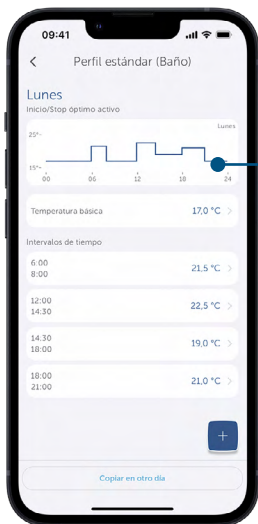 09:41
Perfil estándar (Baño)
Lunes
Inicio/Stop óptimo activo
Lunes
25°-
15°-
00 06 12 18 24
Temperatura básica 17,0 °C
Intervalos de tiempo
6:00
8:00
21,5 °C
12:00
14:30
22,5 °C
14:30
18:00
19,0 °C
18:00
21:00
21,0 °C
+
Copiar en otro día